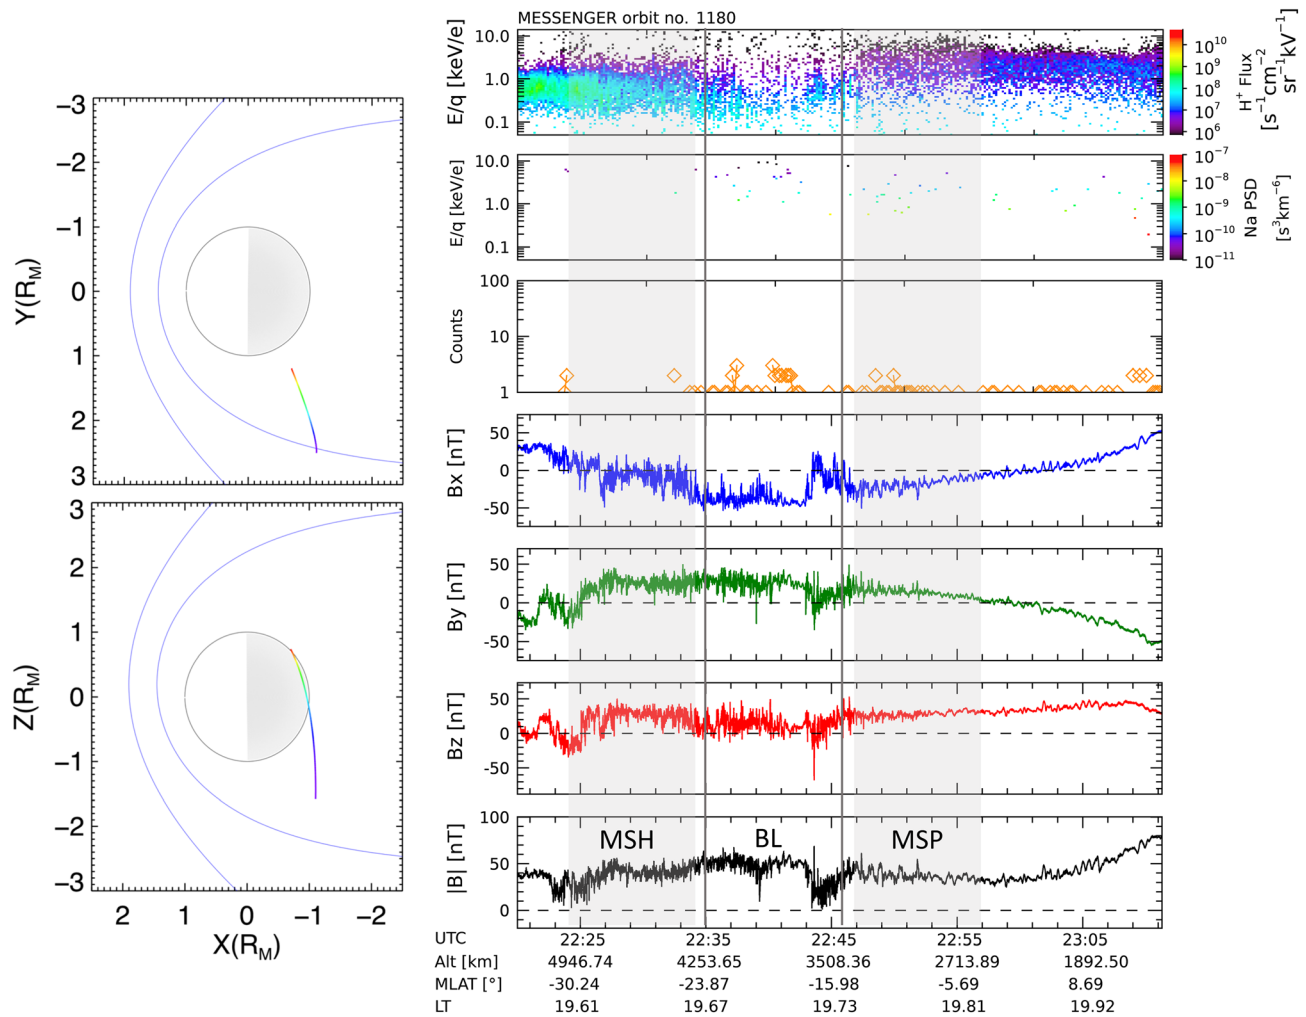 MESSENGER orbit no. 1180
E/q [keV/e]
10.0
1.0
0.1
10^10
10^9
10^8
10^7
10^6
H^+ Flux
[s^−1cm^−2
sr^−1kV^−1]
E/q [keV/e]
10.0
1.0
0.1
10^−7
10^−8
10^−9
10^−10
10^−11
Na PSD
[s^3km^−6]
Counts
100
10
1
Bx [nT]
50
0
-50
By [nT]
50
0
-50
Bz [nT]
50
0
-50
|B| [nT]
100
50
0
MSH
BL
MSP
Y(R_M)
−3
−2
−1
0
1
2
3
Z(R_M)
3
2
1
0
−1
−2
−3
2 1 0 −1 −2
X(R_M)
UTC 22:25 22:35 22:45 22:55 23:05
Alt [km] 4946.74 4253.65 3508.36 2713.89 1892.50
MLAT [°] -30.24 -23.87 -15.98 -5.69 8.69
LT 19.61 19.67 19.73 19.81 19.92